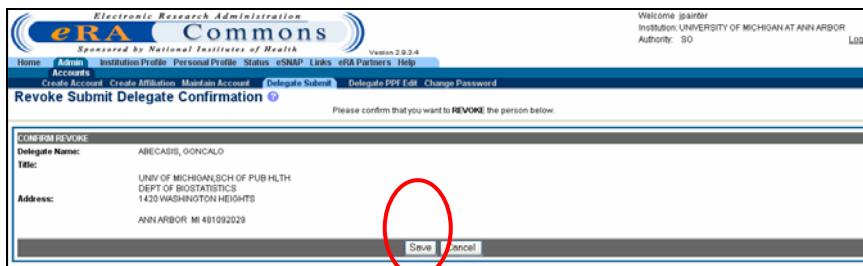 Electronic Research Administration
eRA Commons
Sponsored by National Institutes of Health
Version 2.9.3.4
Welcome jpainter
Institution: UNIVERSITY OF MICHIGAN AT ANN ARBOR
Authority: SO
Log
Home Admin Institution Profile Personal Profile Status eSNAP Links eRA Partners Help
Accounts
Create Account Create Affiliation Maintain Account Delegate Submit Delegate PPF Edit Change Password
Revoke Submit Delegate Confirmation ?
Please confirm that you want to REVOKE the person below.
CONFIRM REVOKE
Delegate Name: ABECASIS, GONCALO
Title:
UNIV OF MICHIGAN,SCH OF PUB HLTH
DEPT OF BIOSTATISTICS
Address: 1420 WASHINGTON HEIGHTS
ANN ARBOR MI 481092029
Save Cancel